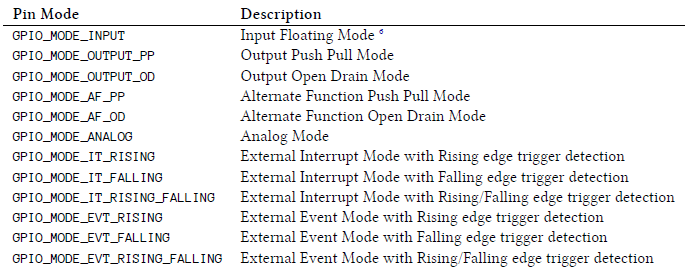 Pin Mode Description
GPIO_MODE_INPUT Input Floating Mode ⁶
GPIO_MODE_OUTPUT_PP Output Push Pull Mode
GPIO_MODE_OUTPUT_OD Output Open Drain Mode
GPIO_MODE_AF_PP Alternate Function Push Pull Mode
GPIO_MODE_AF_OD Alternate Function Open Drain Mode
GPIO_MODE_ANALOG Analog Mode
GPIO_MODE_IT_RISING External Interrupt Mode with Rising edge trigger detection
GPIO_MODE_IT_FALLING External Interrupt Mode with Falling edge trigger detection
GPIO_MODE_IT_RISING_FALLING External Interrupt Mode with Rising/Falling edge trigger detection
GPIO_MODE_EVT_RISING External Event Mode with Rising edge trigger detection
GPIO_MODE_EVT_FALLING External Event Mode with Falling edge trigger detection
GPIO_MODE_EVT_RISING_FALLING External Event Mode with Rising/Falling edge trigger detection